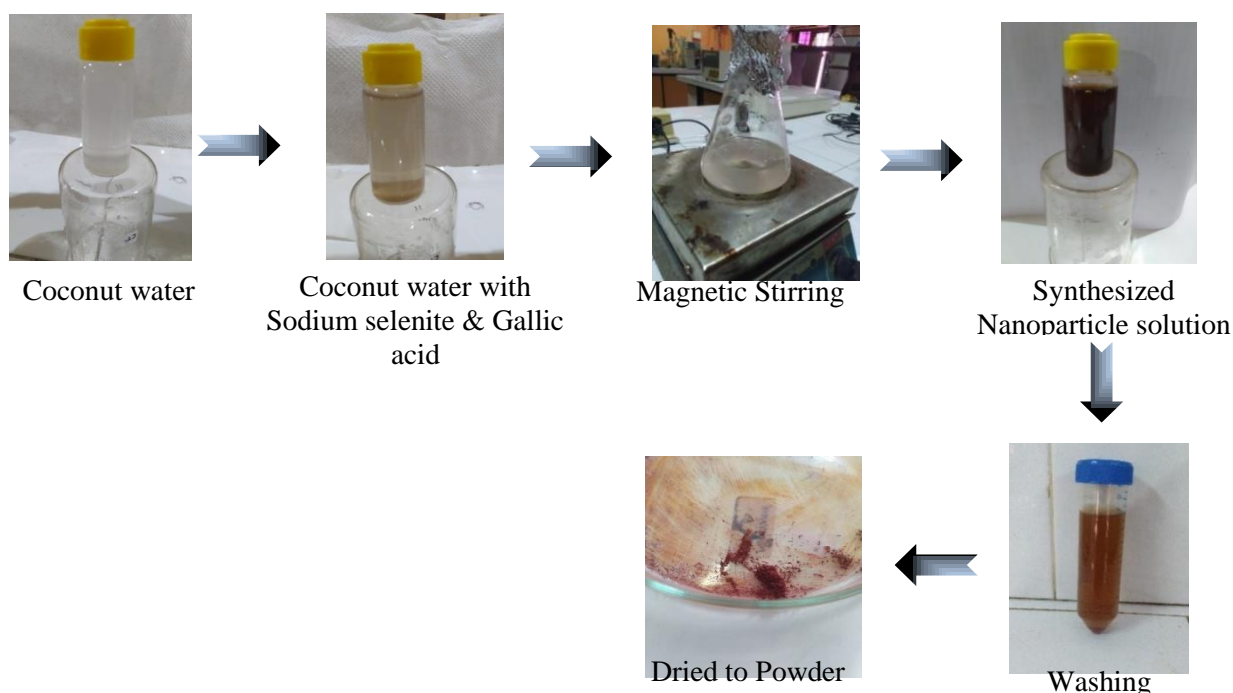 Coconut water
Coconut water with
Sodium selenite & Gallic
acid
Magnetic Stirring
Synthesized
Nanoparticle solution
Washing
Dried to Powder